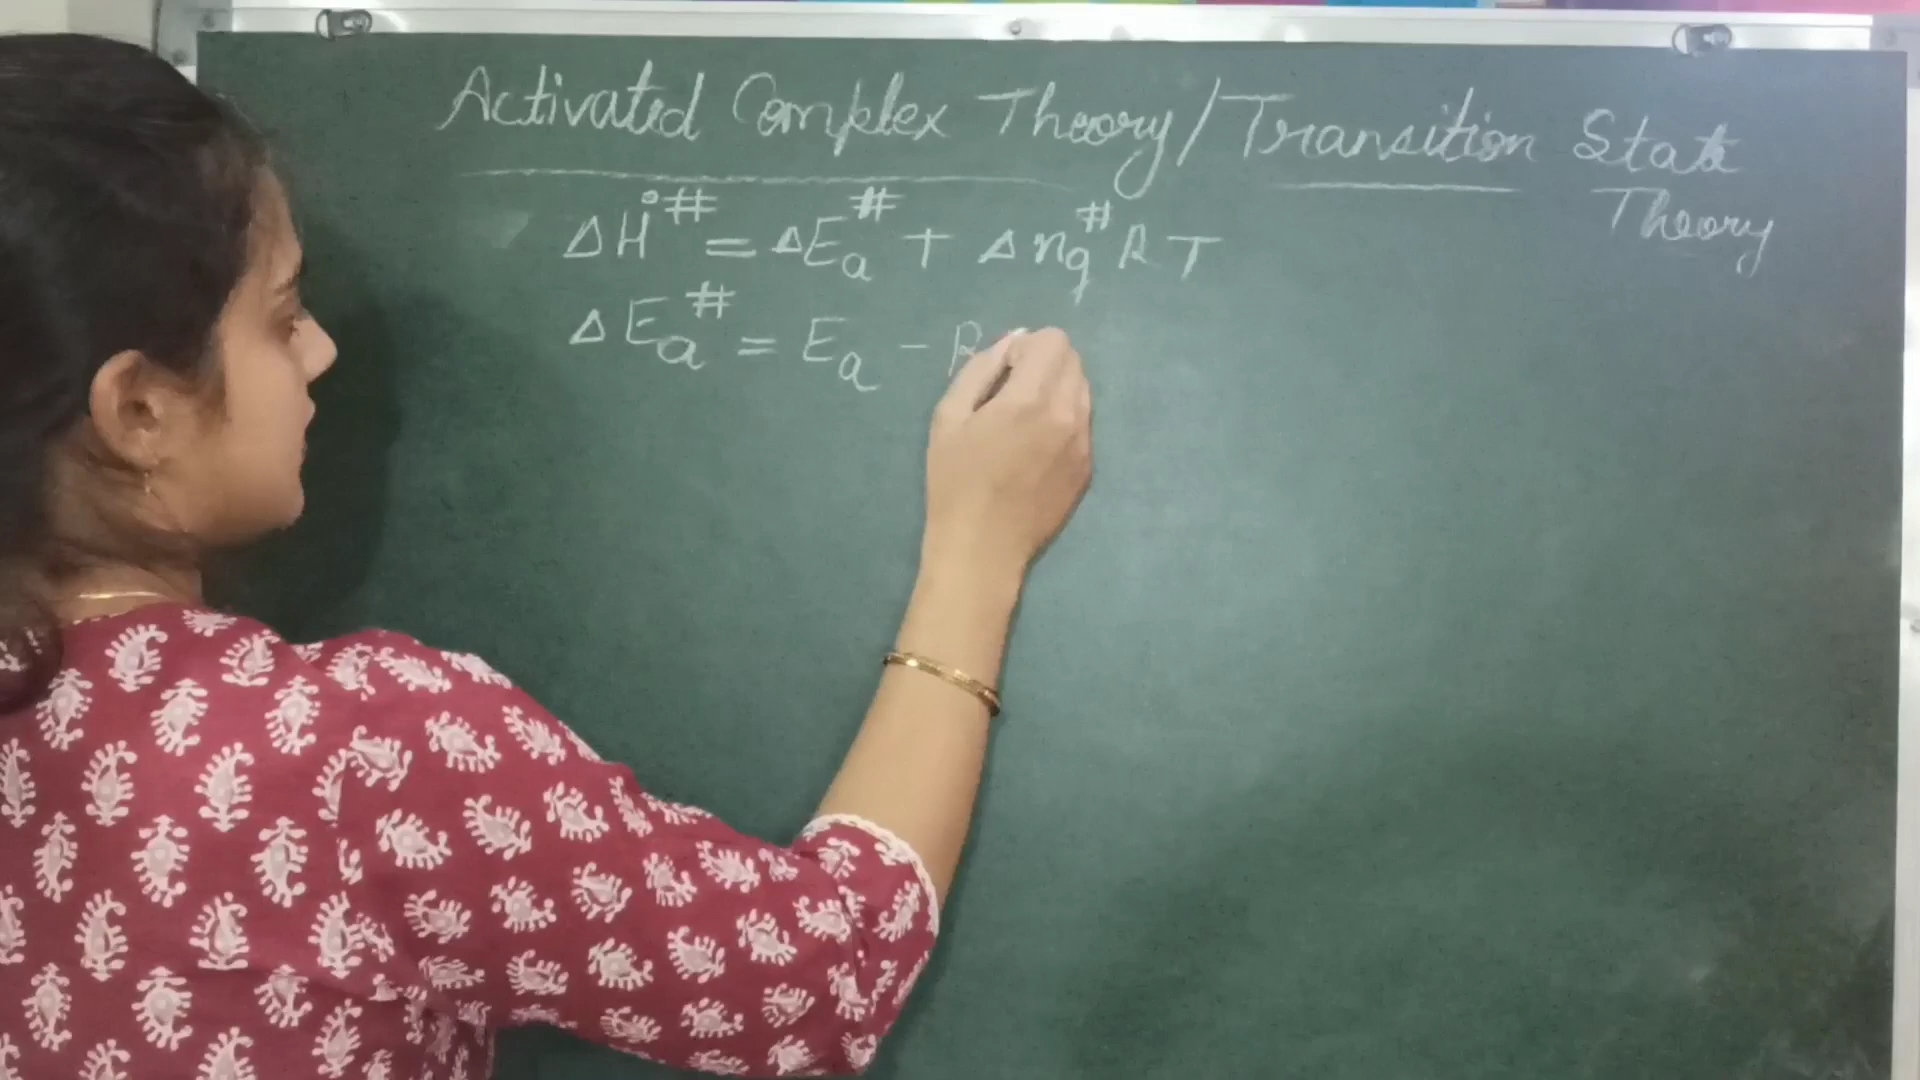 Activated Complex Theory/Transition State
Theory
ΔH°# = ΔEa# + Δng# RT
ΔEa# = Ea - R